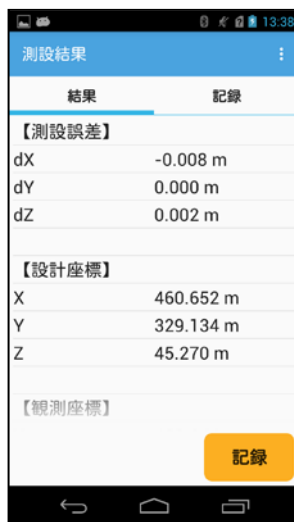 13:38
測設結果
結果 記録
【測設誤差】
dX -0.008 m
dY 0.000 m
dZ 0.002 m
【設計座標】
X 460.652 m
Y 329.134 m
Z 45.270 m
【観測座標】
記録